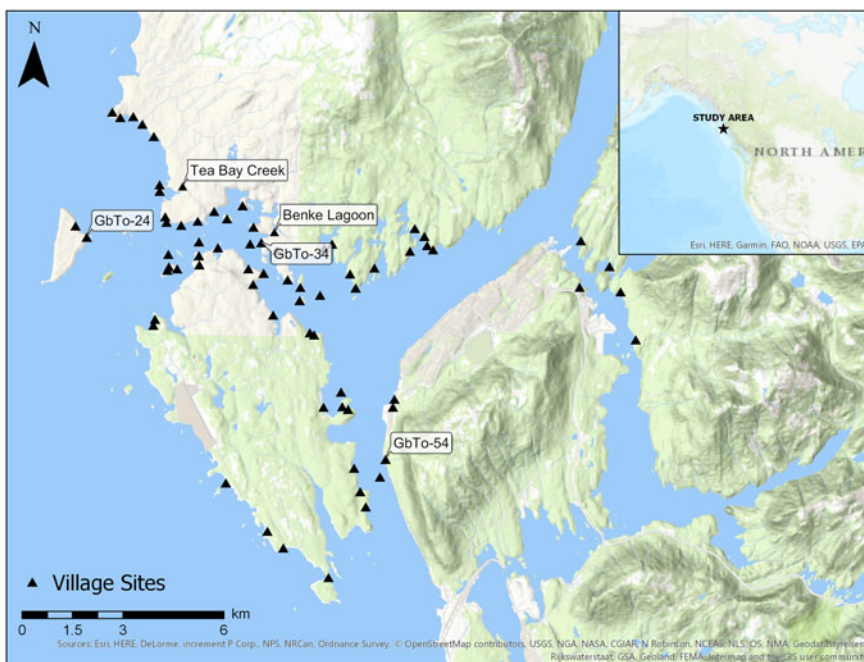 N
STUDY AREA
NORTH AMER
Esri, HERE, Garmin, FAO, NOAA, USGS, EPA
Tea Bay Creek
GbTo-24
Benke Lagoon
GbTo-34
GbTo-54
Village Sites
km
0 1.5 3 6
Sources: Esri, HERE, DeLorme, increment P Corp., NPS, NRCan, Ordnance Survey, © OpenStreetMap contributors, USGS, NGA, NASA, CGIAR, N Robinson, NCEAS, NLS, OS, NMA, Geodatastyrelsen,
Rijkswaterstaat, GSA, Geoland, FEMA, Intermap and the GIS user community